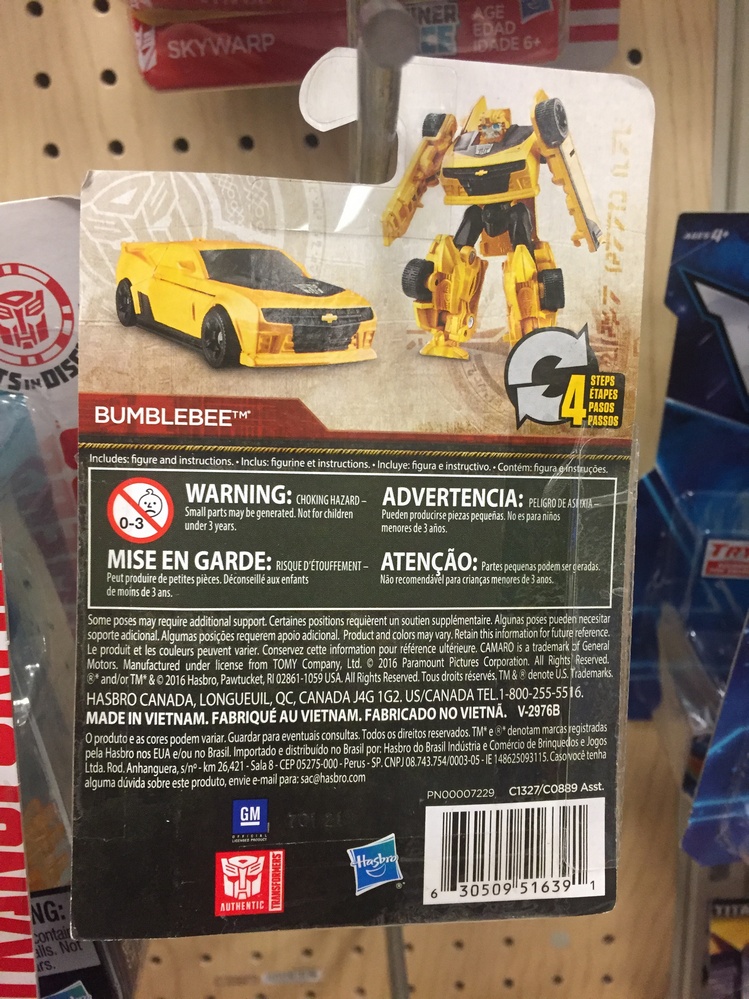 SKYWARP
AGE
EDAD
IDADE 6+
AGES 4+
4 STEPS
ÉTAPES
PASOS
PASSOS
BUMBLEBEE™*
Includes: figure and instructions. • Inclus: figurine et instructions. • Incluye: figura e instructivo. • Contém: figura e instruções.
0-3
WARNING: CHOKING HAZARD –
Small parts may be generated. Not for children
under 3 years.
ADVERTENCIA: PELIGRO DE ASFIXIA –
Pueden producirse piezas pequeñas. No es para niños
menores de 3 años.
MISE EN GARDE: RISQUE D'ÉTOUFFEMENT –
Peut produire de petites pièces. Déconseillé aux enfants
de moins de 3 ans.
ATENÇÃO: Partes pequenas podem ser geradas.
Não recomendável para crianças menores de 3 anos.
Some poses may require additional support. Certaines positions requièrent un soutien supplémentaire. Algunas poses pueden necesitar
soporte adicional. Algumas posições requerem apoio adicional. Product and colors may vary. Retain this information for future reference.
Le produit et les couleurs peuvent varier. Conservez cette information pour référence ultérieure. CAMARO is a trademark of General
Motors. Manufactured under license from TOMY Company, Ltd. © 2016 Paramount Pictures Corporation. All Rights Reserved.
®* and/or TM* & © 2016 Hasbro, Pawtucket, RI 02861-1059 USA. All Rights Reserved. Tous droits réservés, TM & ® denote U.S. Trademarks.
HASBRO CANADA, LONGUEUIL, QC, CANADA J4G 1G2. US/CANADA TEL.1-800-255-5516.
MADE IN VIETNAM. FABRIQUÉ AU VIETNAM. FABRICADO NO VIETNÃ. V-2976B
O produto e as cores podem variar. Guardar para eventuais consultas. Todos os direitos reservados. TM* e ®* denotam marcas registradas
pela Hasbro nos EUA e/ou no Brasil. Importado e distribuído no Brasil por: Hasbro do Brasil Indústria e Comércio de Brinquedos e Jogos
Ltda. Rod. Anhanguera, s/nº - km 26,421 - Sala 8 - CEP 05275-000 - Perus - SP. CNPJ 08.743.754/0003-05 - IE 148625093115. Caso você tenha
alguma dúvida sobre este produto, envie e-mail para: sac@hasbro.com
PN00007229 C1327/C0889 Asst.
GM
OFFICIAL
LICENSED PRODUCT
AUTHENTIC
TRANSFORMERS
Hasbro®
6 30509 51639 1